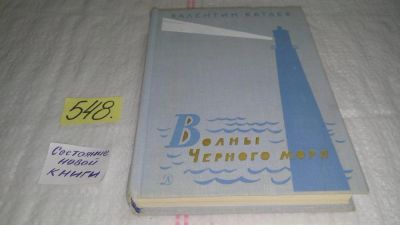 ВАЛЕНТИН КАТАЕВ
ВОЛНЫ
ЧЕРНОГО МОРЯ
548.
Состояние
новой
книги